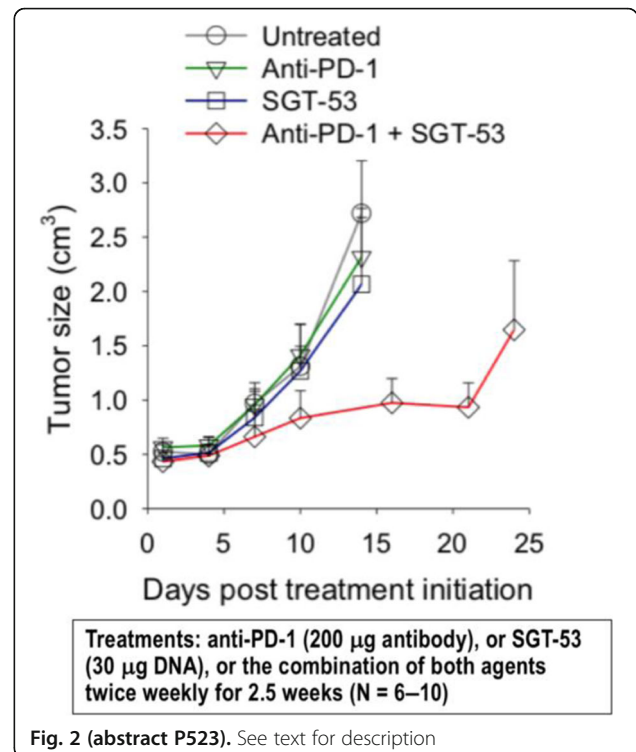 Untreated
Anti-PD-1
SGT-53
Anti-PD-1 + SGT-53
3.5
3.0
2.5
2.0
1.5
1.0
0.5
0.0
Tumor size (cm³)
0 5 10 15 20 25
Days post treatment initiation
Treatments: anti-PD-1 (200 µg antibody), or SGT-53
(30 µg DNA), or the combination of both agents
twice weekly for 2.5 weeks (N = 6–10)
Fig. 2 (abstract P523). See text for description